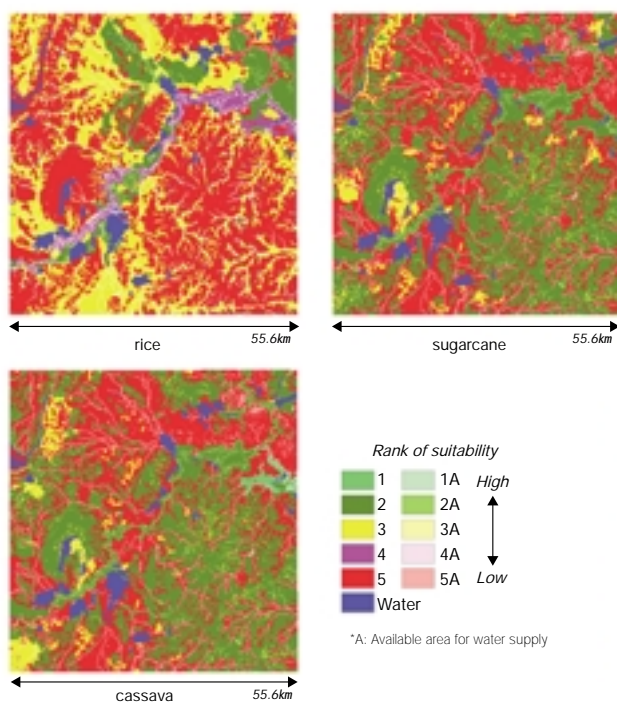 55.6km
rice
55.6km
sugarcane
55.6km
cassava
Rank of suitability
1 1A High
2 2A
3 3A
4 4A
5 5A Low
Water
*A: Available area for water supply